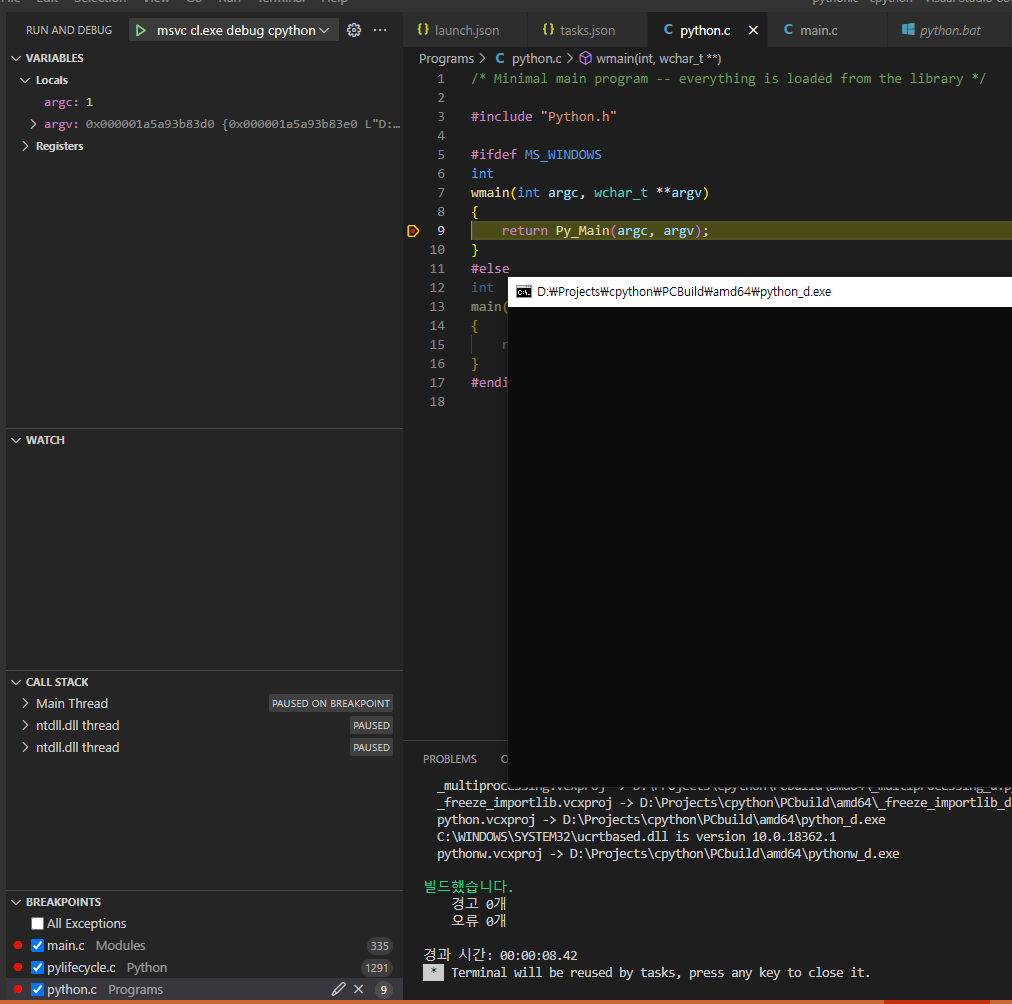 RUN AND DEBUG
msvc cl.exe debug cpython
VARIABLES
Locals
argc: 1
argv: 0x000001a5a93b83d0 {0x000001a5a93b83e0 L"D:...
Registers
WATCH
CALL STACK
Main Thread PAUSED ON BREAKPOINT
ntdll.dll thread PAUSED
ntdll.dll thread PAUSED
BREAKPOINTS
All Exceptions
main.c Modules 335
pylifecycle.c Python 1291
python.c Programs 9
{} launch.json {} tasks.json C python.c C main.c python.bat
Programs > C python.c > wmain(int, wchar_t **)
1 /* Minimal main program -- everything is loaded from the library */
2
3 #include "Python.h"
4
5 #ifdef MS_WINDOWS
6 int
7 wmain(int argc, wchar_t **argv)
8 {
9 return Py_Main(argc, argv);
10 }
11 #else
12 int
13 main(
14 {
15 r
16 }
17 #endi
18
D:₩Projects₩cpython₩PCBuild₩amd64₩python_d.exe
PROBLEMS
_multiprocessing.vcxproj -> D:\Projects\cpython\PCbuild\amd64\_multiprocessing_d.p
_freeze_importlib.vcxproj -> D:\Projects\cpython\PCbuild\amd64\_freeze_importlib_d
python.vcxproj -> D:\Projects\cpython\PCbuild\amd64\python_d.exe
C:\WINDOWS\SYSTEM32\ucrtbased.dll is version 10.0.18362.1
pythonw.vcxproj -> D:\Projects\cpython\PCbuild\amd64\pythonw_d.exe
빌드했습니다.
경고 0개
오류 0개
경과 시간: 00:00:08.42
* Terminal will be reused by tasks, press any key to close it.